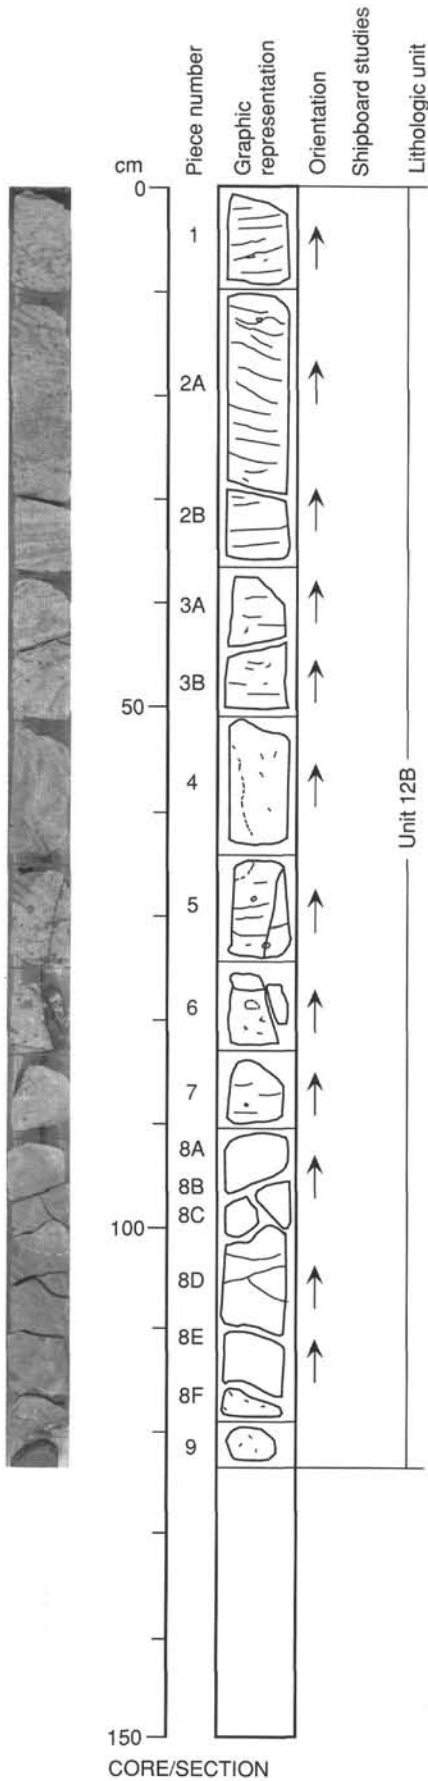 cm
Piece number
Graphic
representation
Orientation
Shipboard studies
Lithologic unit
0
1
2A
2B
3A
3B
50
4
Unit 12B
5
6
7
8A
8B
8C
100
8D
8E
8F
9
150
CORE/SECTION